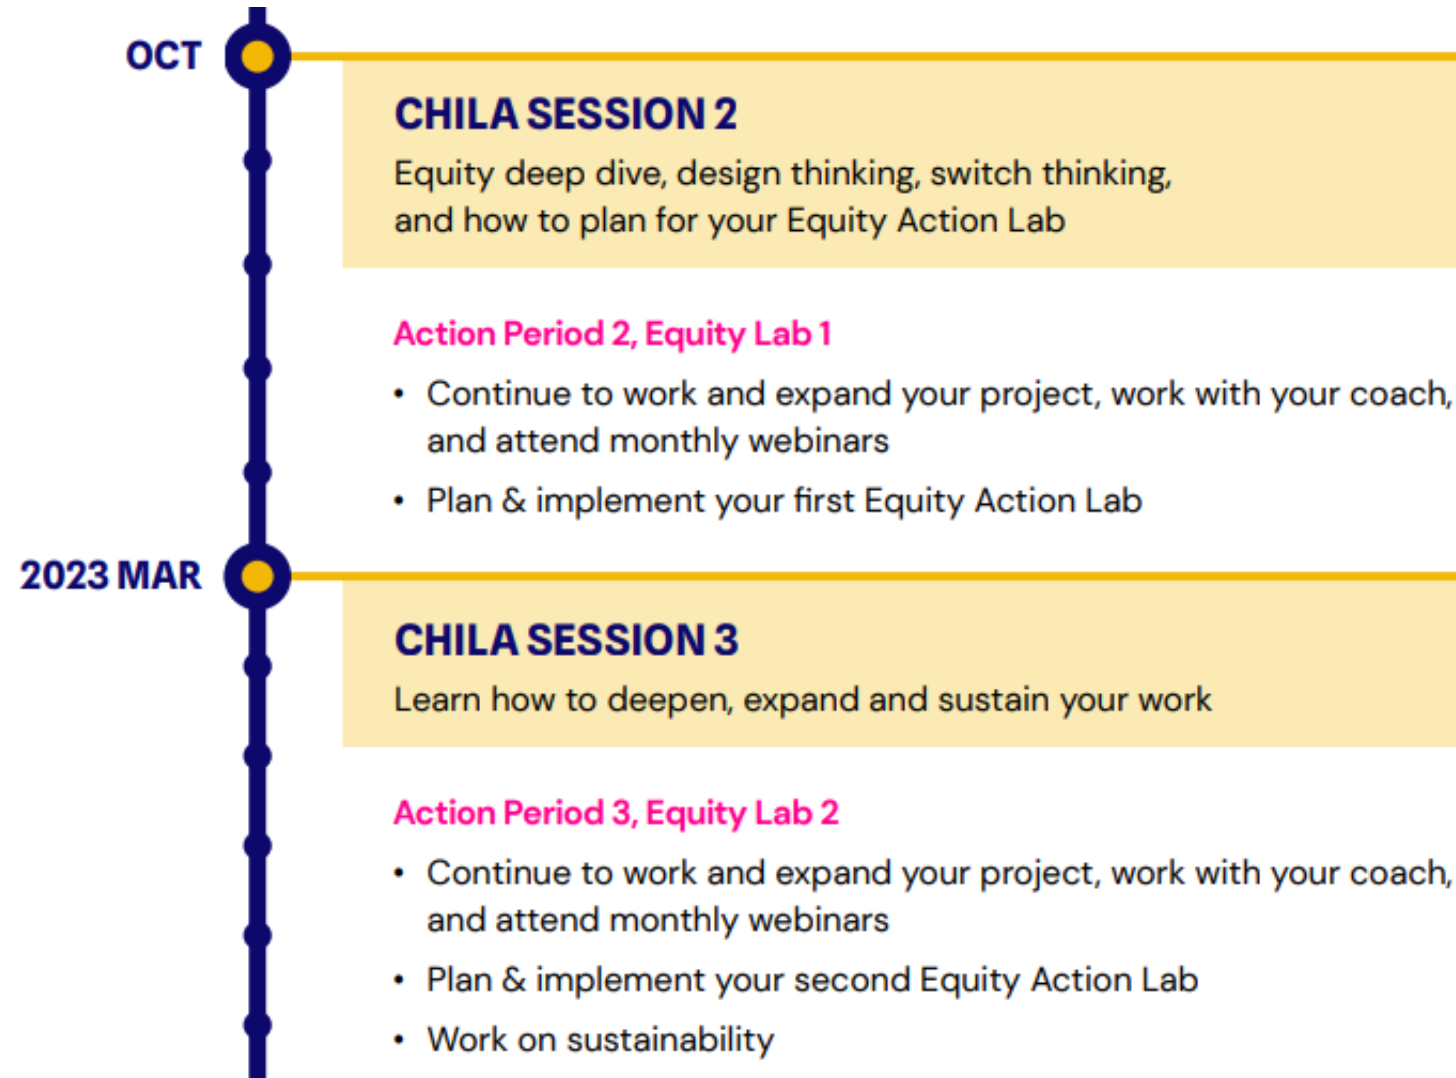 OCT
CHILA SESSION 2
Equity deep dive, design thinking, switch thinking,
and how to plan for your Equity Action Lab
Action Period 2, Equity Lab 1
• Continue to work and expand your project, work with your coach,
and attend monthly webinars
• Plan & implement your first Equity Action Lab
2023 MAR
CHILA SESSION 3
Learn how to deepen, expand and sustain your work
Action Period 3, Equity Lab 2
• Continue to work and expand your project, work with your coach,
and attend monthly webinars
• Plan & implement your second Equity Action Lab
• Work on sustainability